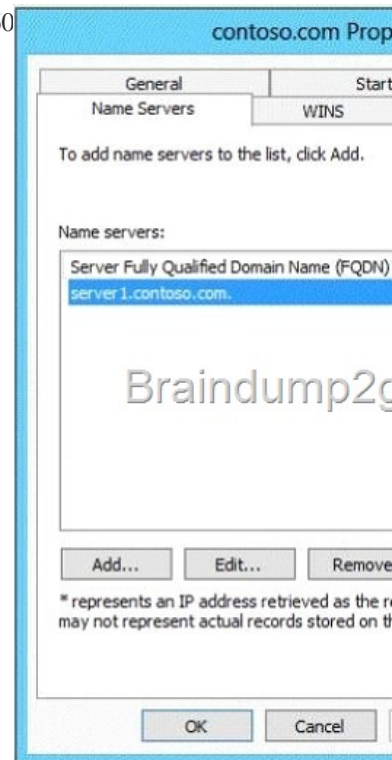 60
contoso.com Prop
General Start
Name Servers WINS
To add name servers to the list, click Add.
Name servers:
Server Fully Qualified Domain Name (FQDN)
server1.contoso.com.
Braindump2g
Add... Edit... Remove
* represents an IP address retrieved as the re
may not represent actual records stored on th
OK Cancel